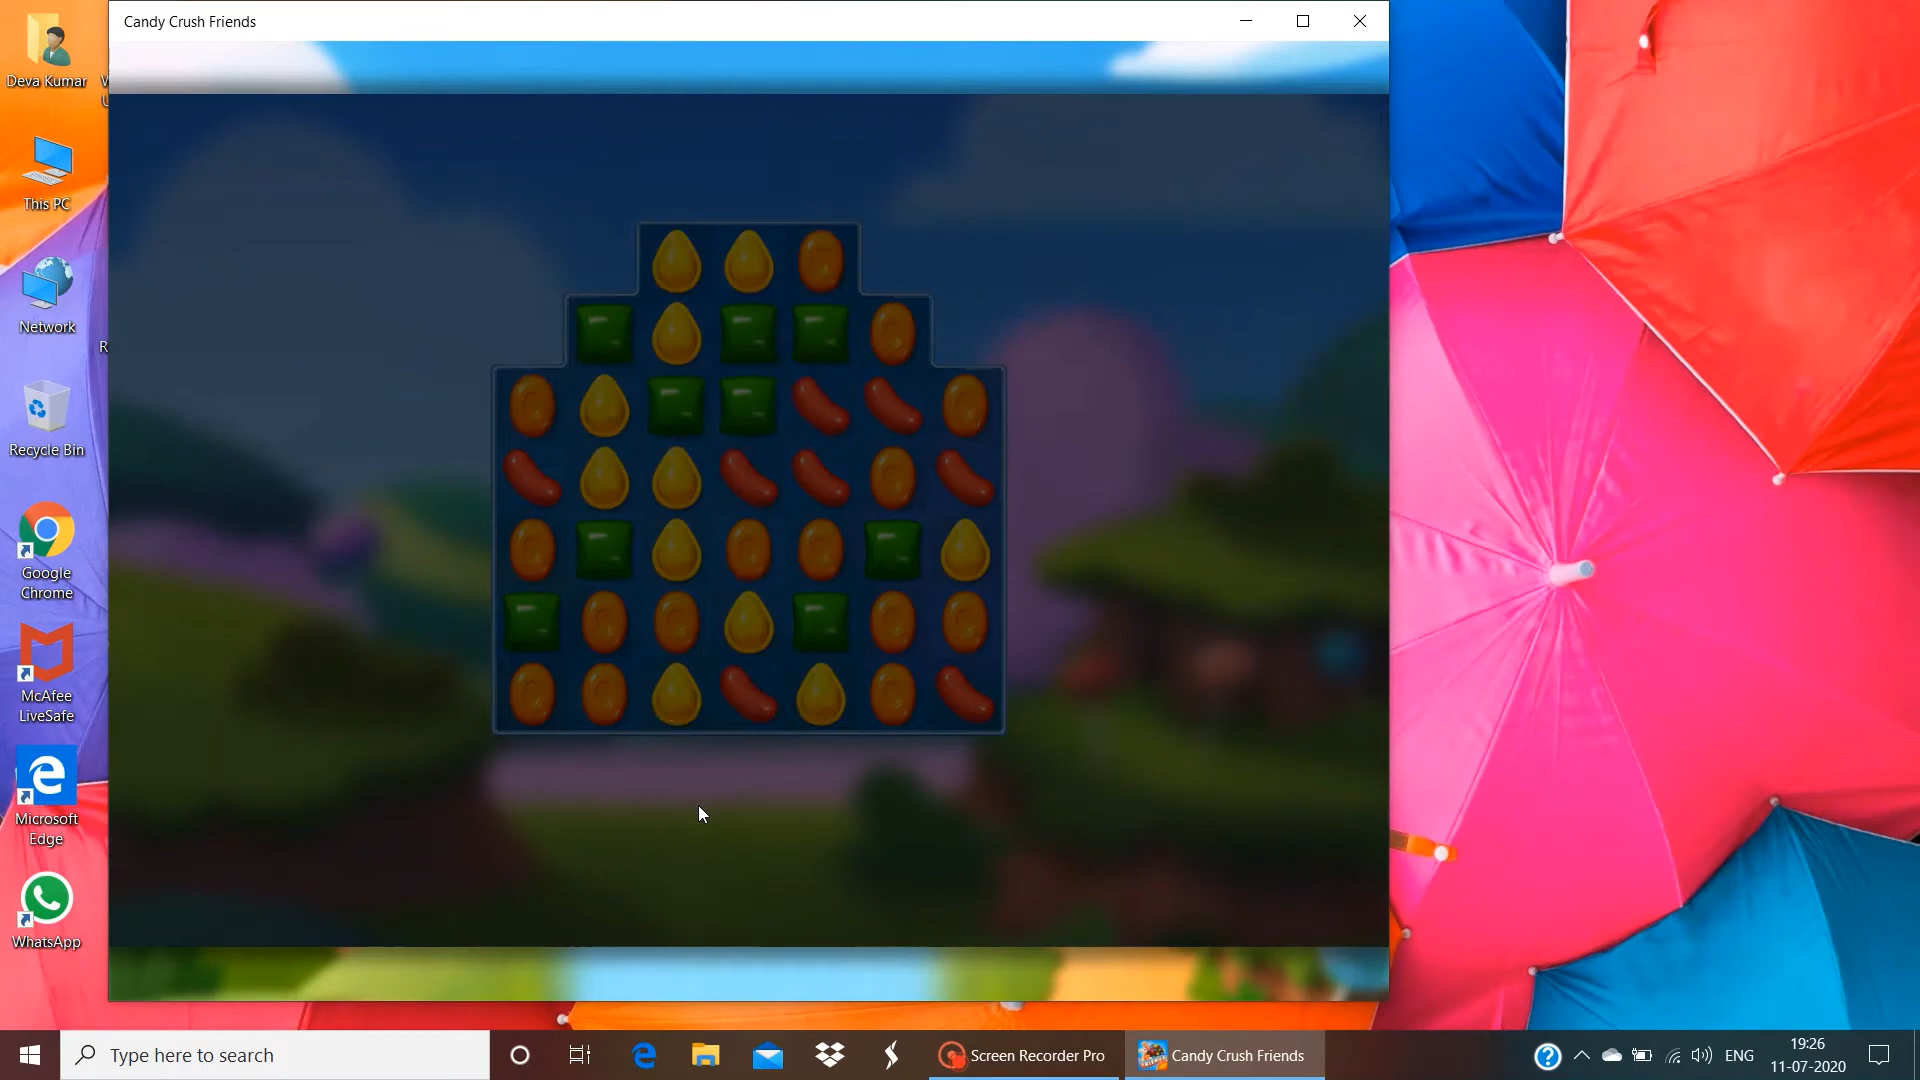 Candy Crush Friends
Deva Kumar
This PC
Network
R
Recycle Bin
Google
Chrome
McAfee
LiveSafe
Microsoft
Edge
WhatsApp
Type here to search
Screen Recorder Pro
Candy Crush Friends
ENG
19:26
11-07-2020